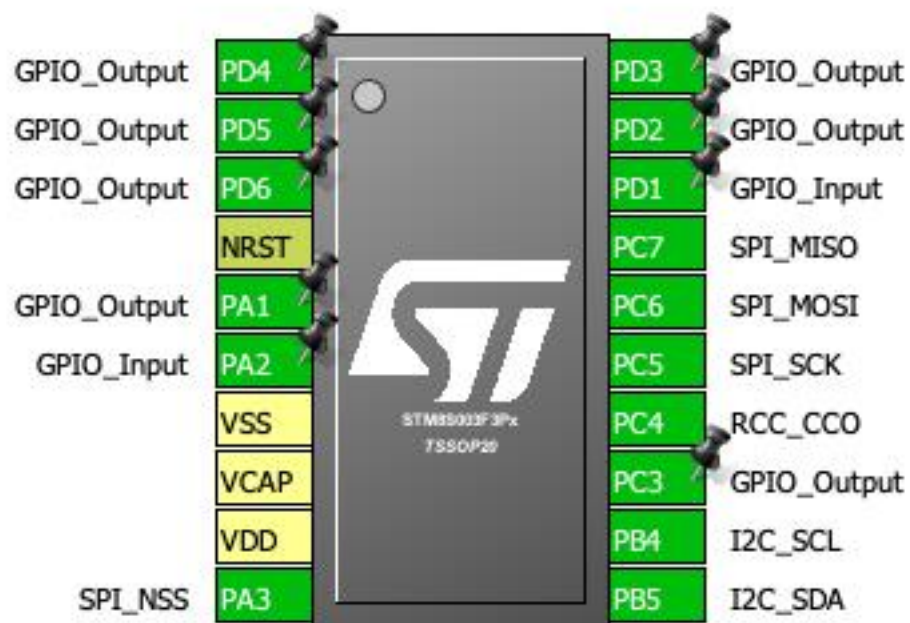 GPIO_Output PD4 PD3 GPIO_Output
GPIO_Output PD5 PD2 GPIO_Output
GPIO_Output PD6 PD1 GPIO_Input
NRST PC7 SPI_MISO
GPIO_Output PA1 PC6 SPI_MOSI
GPIO_Input PA2 PC5 SPI_SCK
ST
STM8S003F3Px
TSSOP20
VSS PC4 RCC_CCO
VCAP PC3 GPIO_Output
VDD PB4 I2C_SCL
SPI_NSS PA3 PB5 I2C_SDA